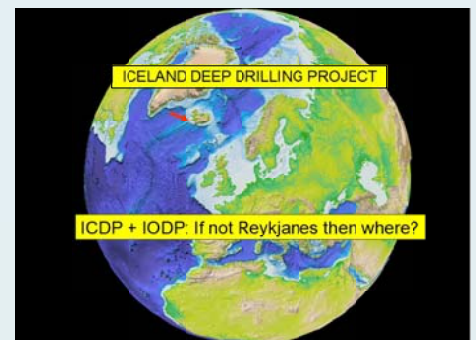 ICELAND DEEP DRILLING PROJECT
ICDP + IODP: If not Reykjanes then where?